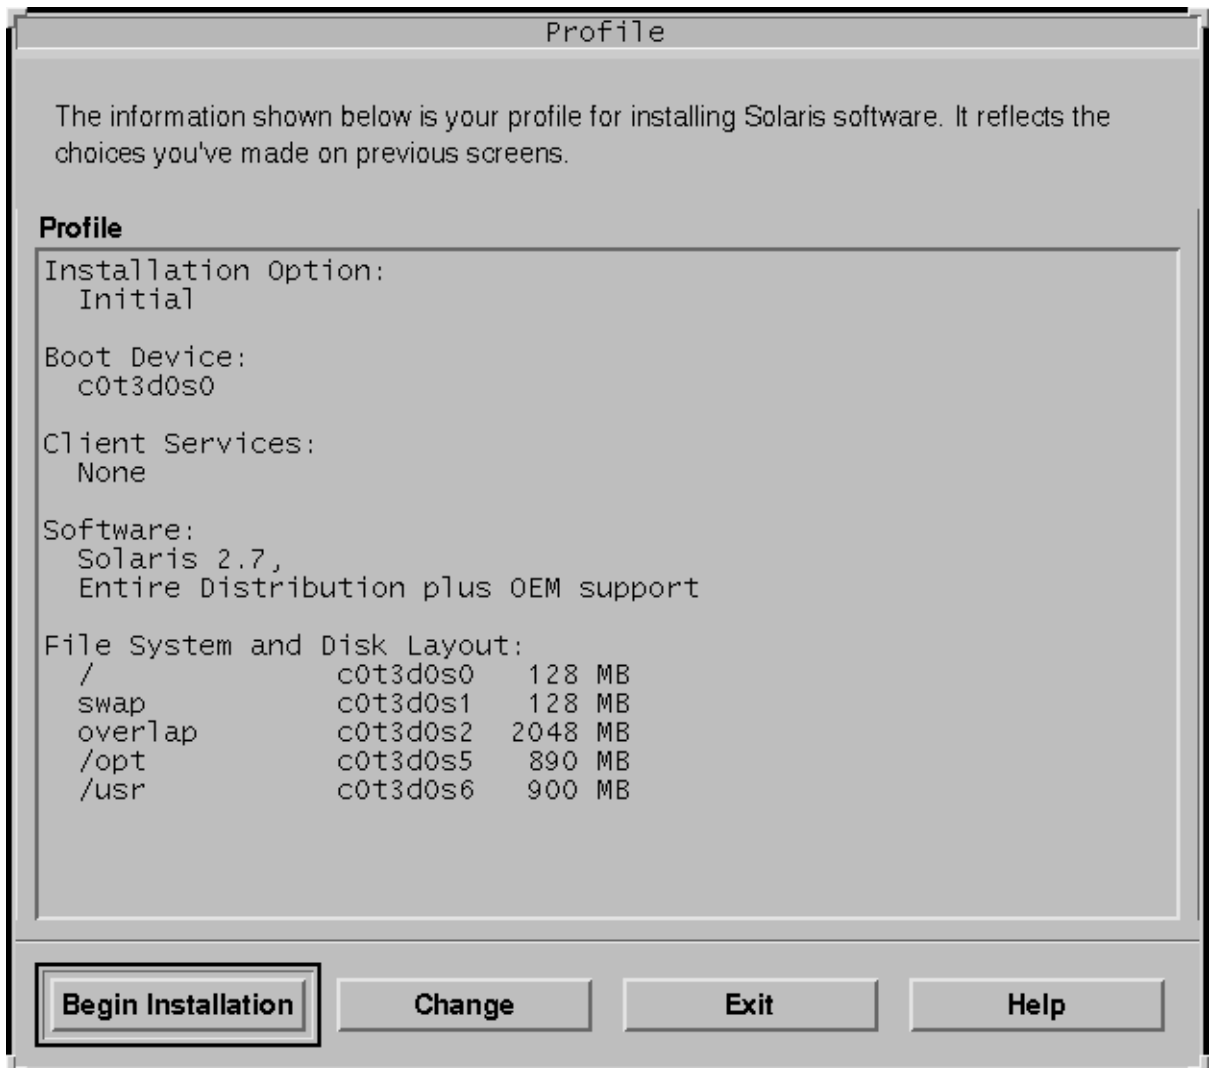 Profile
The information shown below is your profile for installing Solaris software. It reflects the
choices you've made on previous screens.
Profile
Installation Option:
Initial
Boot Device:
c0t3d0s0
Client Services:
None
Software:
Solaris 2.7,
Entire Distribution plus OEM support
File System and Disk Layout:
/ c0t3d0s0 128 MB
swap c0t3d0s1 128 MB
overlap c0t3d0s2 2048 MB
/opt c0t3d0s5 890 MB
/usr c0t3d0s6 900 MB
Begin Installation Change Exit Help